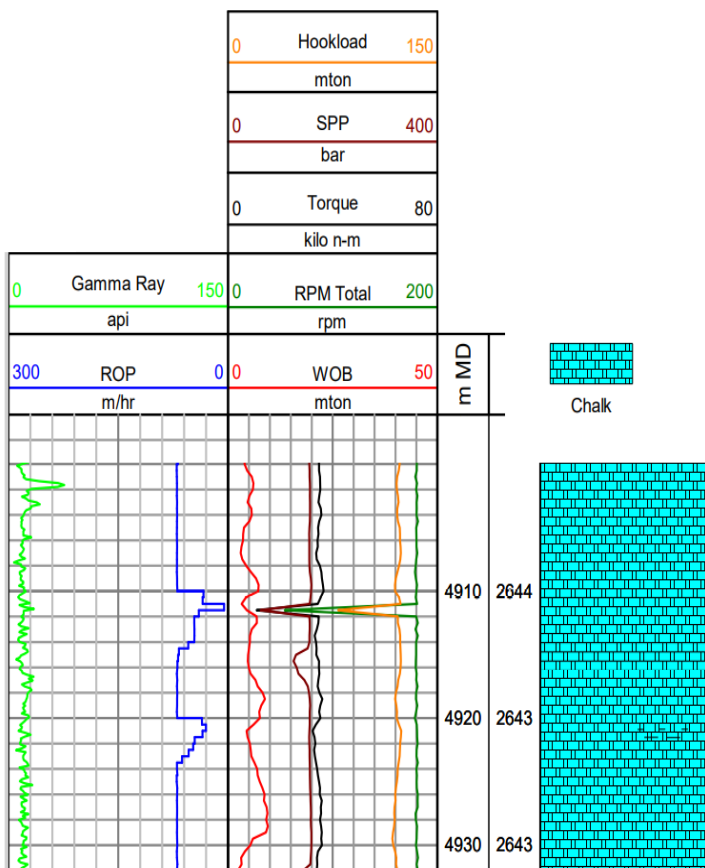 0 Hookload 150
mton
0 SPP 400
bar
0 Torque 80
kilo n-m
0 Gamma Ray 150 0 RPM Total 200
api rpm
300 ROP 0 0 WOB 50
m/hr mton
m MD
Chalk
4910 2644
4920 2643
4930 2643